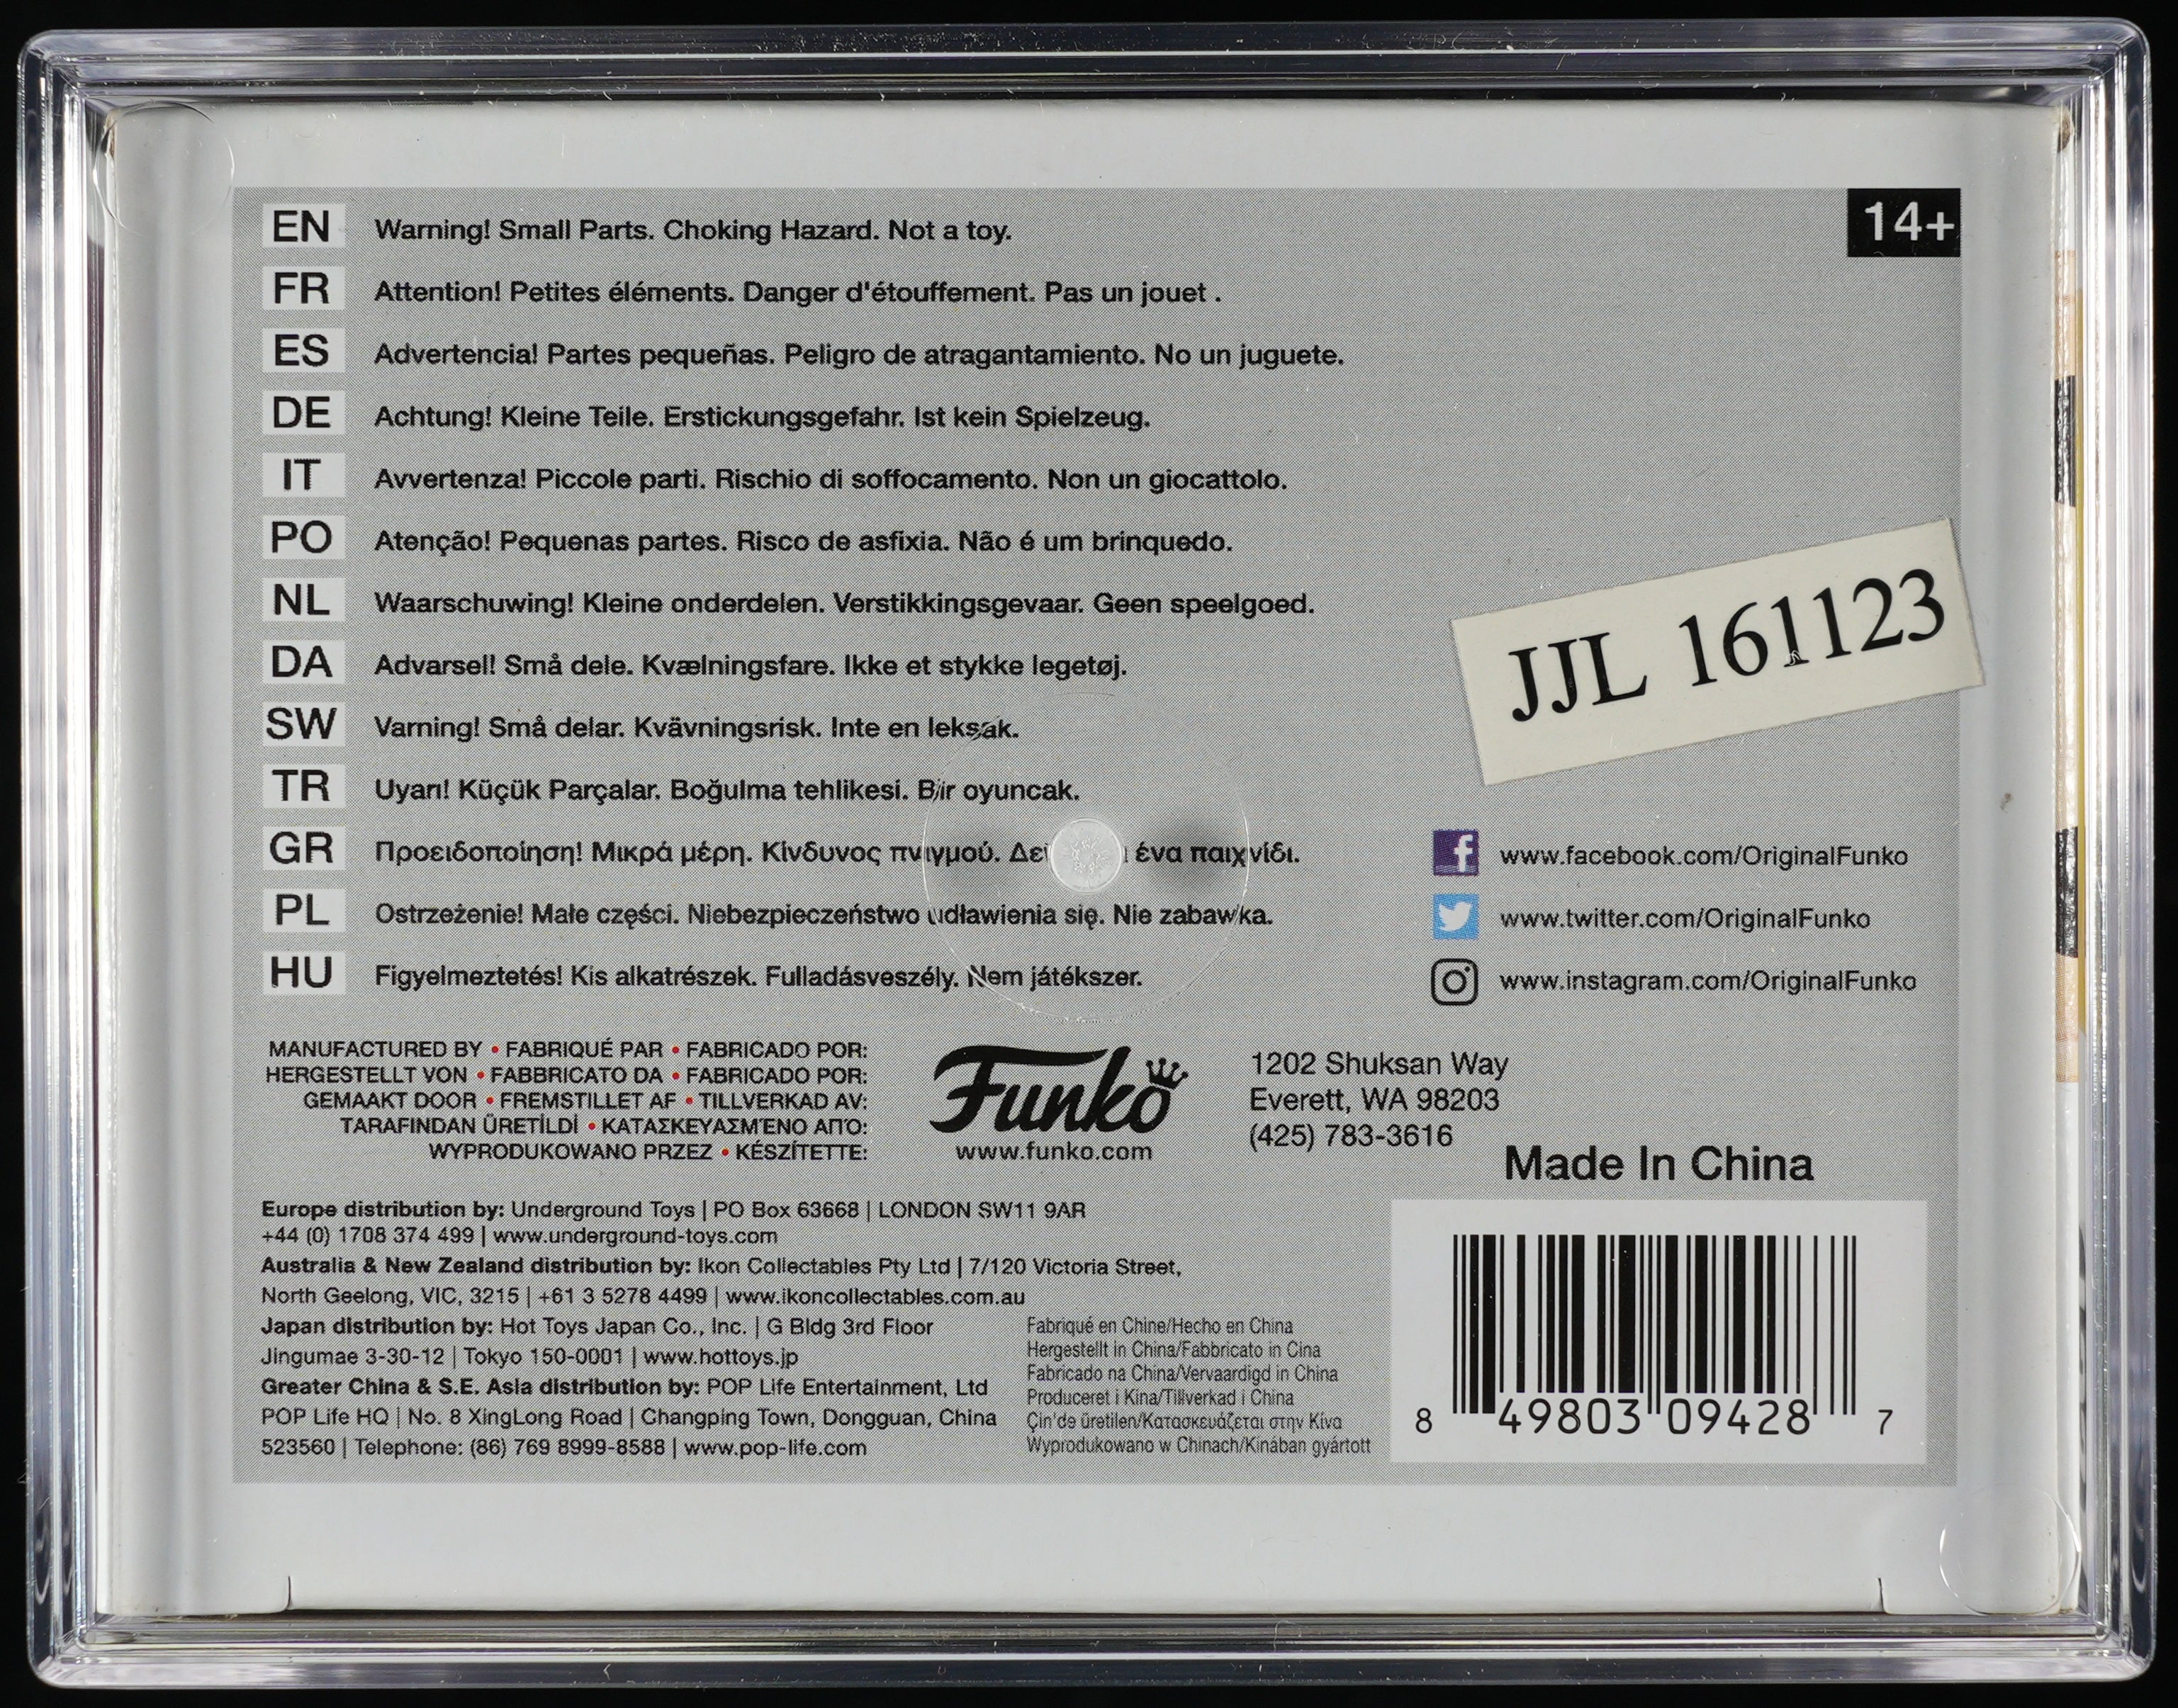 14+
EN Warning! Small Parts. Choking Hazard. Not a toy.
FR Attention! Petites éléments. Danger d'étouffement. Pas un jouet .
ES Advertencia! Partes pequeñas. Peligro de atragantamiento. No un juguete.
DE Achtung! Kleine Teile. Erstickungsgefahr. Ist kein Spielzeug.
IT Avvertenza! Piccole parti. Rischio di soffocamento. Non un giocattolo.
PO Atenção! Pequenas partes. Risco de asfixia. Não é um brinquedo.
NL Waarschuwing! Kleine onderdelen. Verstikkingsgevaar. Geen speelgoed.
DA Advarsel! Små dele. Kvælningsfare. Ikke et stykke legetøj.
SW Varning! Små delar. Kvävningsrisk. Inte en leksak.
TR Uyarı! Küçük Parçalar. Boğulma tehlikesi. Bir oyuncak.
GR Προειδοποίηση! Μικρά μέρη. Κίνδυνος πνιγμού. ένα παιχνίδι.
PL Ostrzeżenie! Małe części. Niebezpieczeństwo udławienia się. Nie zabawka.
HU Figyelmeztetés! Kis alkatrészek. Fulladásveszély. Nem játékszer.
JJL 161123
www.facebook.com/OriginalFunko
www.twitter.com/OriginalFunko
www.instagram.com/OriginalFunko
MANUFACTURED BY • FABRIQUÉ PAR • FABRICADO POR:
HERGESTELLT VON • FABBRICATO DA • FABRICADO POR:
GEMAAKT DOOR • FREMSTILLET AF • TILLVERKAD AV:
TARAFINDAN ÜRETİLDİ • ΚΑΤΑΣΚΕΥΑΣΜΈΝΟ ΑΠΌ:
WYPRODUKOWANO PRZEZ • KÉSZÍTETTE:
Funko
www.funko.com
1202 Shuksan Way
Everett, WA 98203
(425) 783-3616
Made In China
Europe distribution by: Underground Toys | PO Box 63668 | LONDON SW11 9AR
+44 (0) 1708 374 499 | www.underground-toys.com
Australia & New Zealand distribution by: Ikon Collectables Pty Ltd | 7/120 Victoria Street,
North Geelong, VIC, 3215 | +61 3 5278 4499 | www.ikoncollectables.com.au
Japan distribution by: Hot Toys Japan Co., Inc. | G Bldg 3rd Floor
Jingumae 3-30-12 | Tokyo 150-0001 | www.hottoys.jp
Greater China & S.E. Asia distribution by: POP Life Entertainment, Ltd
POP Life HQ | No. 8 XingLong Road | Changping Town, Dongguan, China
523560 | Telephone: (86) 769 8999-8588 | www.pop-life.com
Fabriqué en Chine/Hecho en China
Hergestellt in China/Fabbricato in Cina
Fabricado na China/Vervaardigd in China
Produceret i Kina/Tillverkad i China
Çin'de üretilen/Κατασκευάζεται στην Κίνα
Wyprodukowano w Chinach/Kínában gyártott
8 49803 09428 7